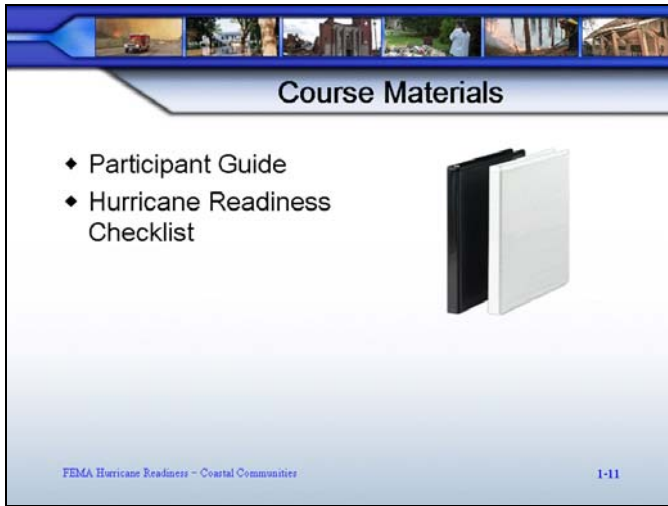 Course Materials
Participant Guide
Hurricane Readiness
Checklist
FEMA Hurricane Readiness - Coastal Communities
1-11